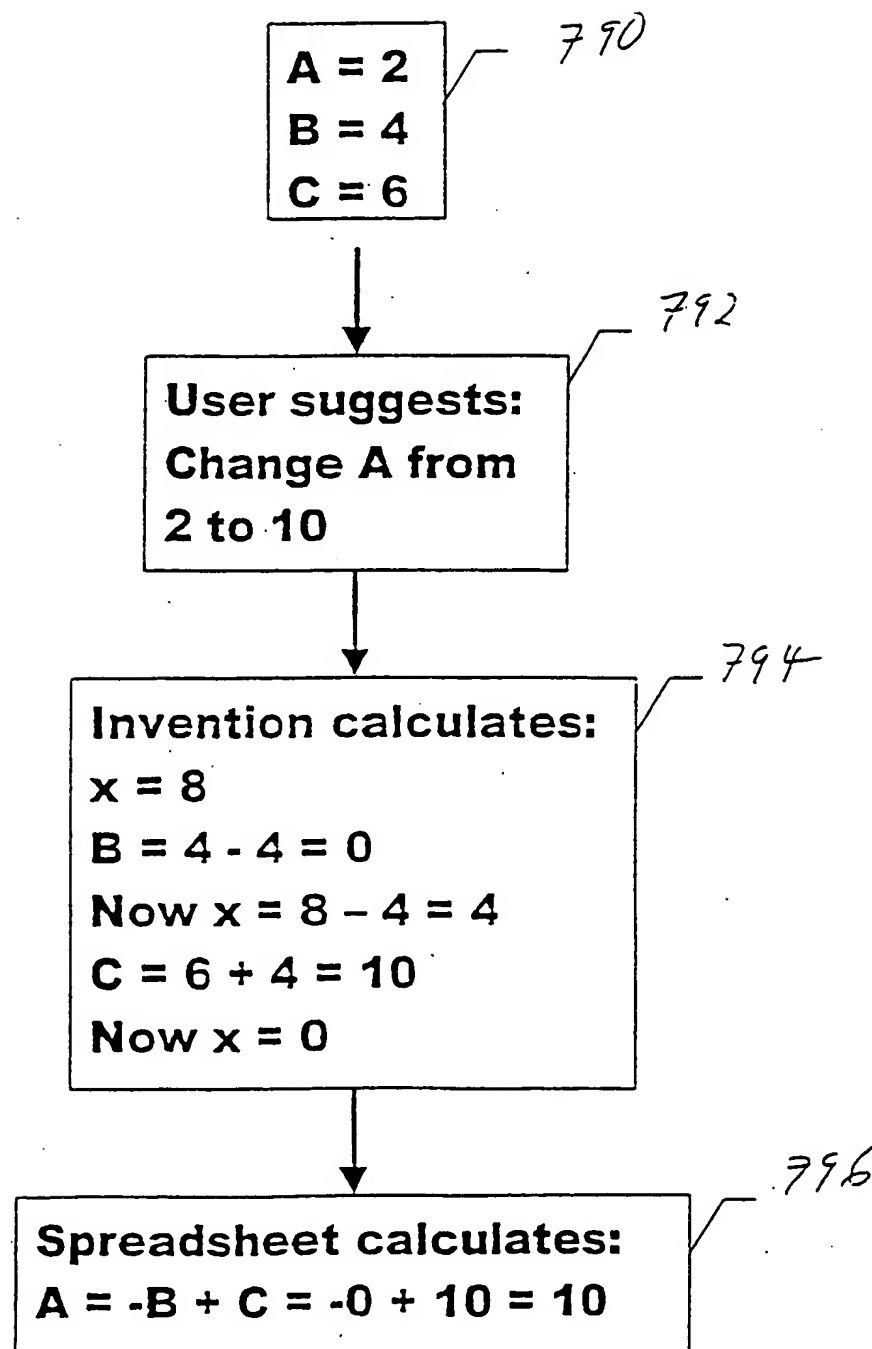 790
A = 2
B = 4
C = 6
792
User suggests:
Change A from
2 to 10
794
Invention calculates:
x = 8
B = 4 - 4 = 0
Now x = 8 – 4 = 4
C = 6 + 4 = 10
Now x = 0
796
Spreadsheet calculates:
A = -B + C = -0 + 10 = 10